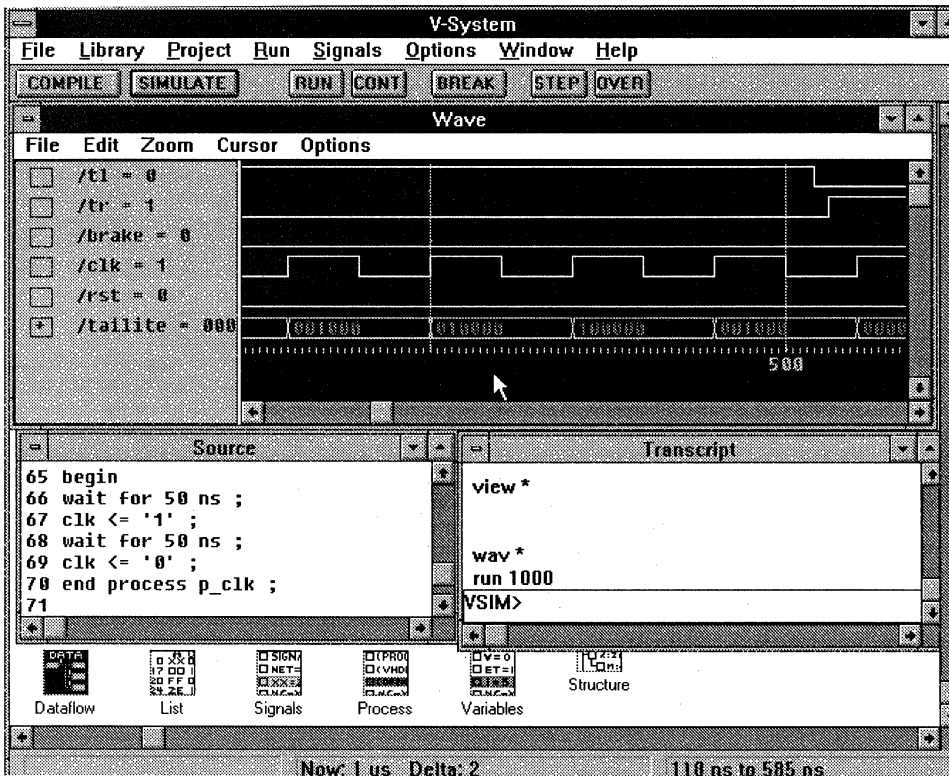 V-System
File Library Project Run Signals Options Window Help
COMPILE SIMULATE RUN CONT BREAK STEP OVER
Wave
File Edit Zoom Cursor Options
/tl = 0
/tr = 1
/brake = 0
/clk = 1
/rst = 0
/tailite = 000
001000 010000 100000 001000 0000
500
Source
65 begin
66 wait for 50 ns ;
67 clk <= '1' ;
68 wait for 50 ns ;
69 clk <= '0' ;
70 end process p_clk ;
71
Transcript
view *
wav *
run 1000
VSIM>
DATA
Dataflow List Signals Process Variables Structure
Now: 1 us Delta: 2 110 ns to 585 ns